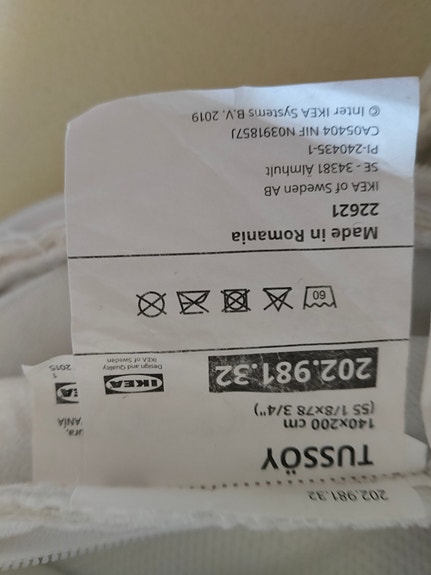 202.981.32
TUSSÖY
140x200 cm
(55 1/8x78 3/4")
202.981.32
IKEA
Design and Quality
IKEA of Sweden
60
Made in Romania
22621
IKEA of Sweden AB
SE - 34381 Älmhult
PI-240435-1
CA05404 NIF N0391857J
© Inter IKEA Systems B.V. 2019
2015